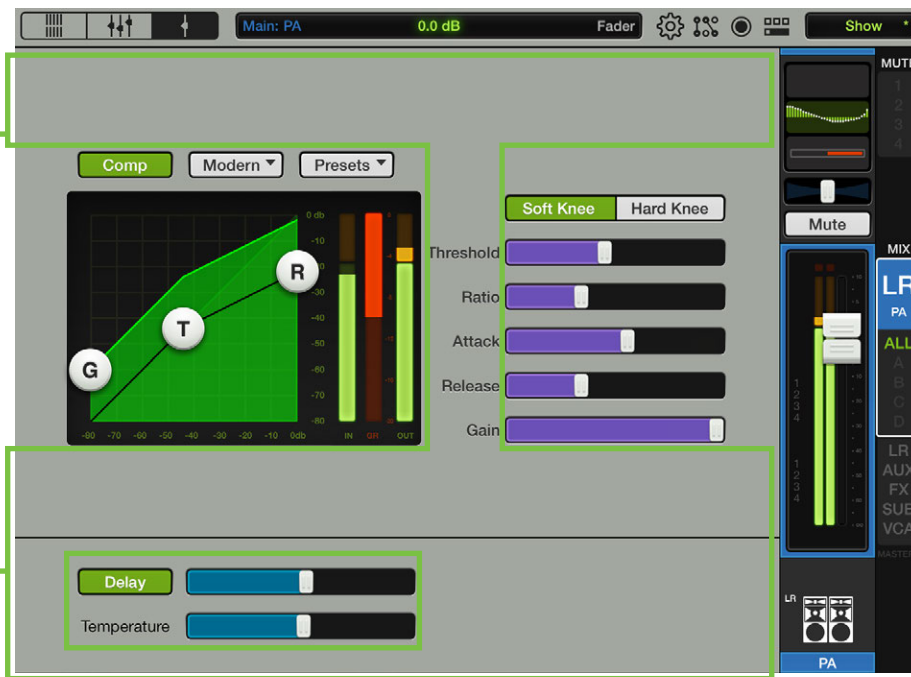 Main: PA 0.0 dB Fader Show *
MUTE
1
2
3
4
Comp Modern Presets
0 db
-10
-30
-40
-50
-60
-70
-80
-80 -70 -60 -50 -40 -30 -20 -10 0db IN GR OUT
G
T
R
Soft Knee Hard Knee
Threshold
Ratio
Attack
Release
Gain
Mute
MIX
LR
PA
ALL
A
B
C
D
LR
AUX
FX
SUB
VCA
MASTER
1
2
3
4
1
2
3
4
Delay
Temperature
LR
PA